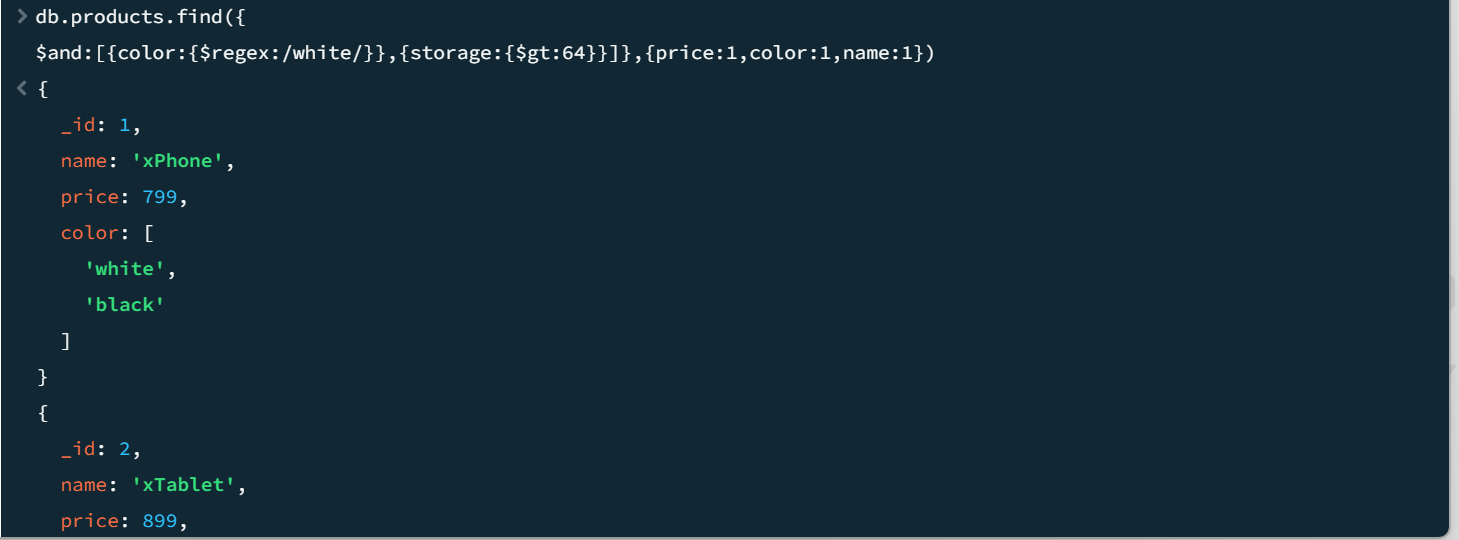 > db.products.find({
$and:[{color:{$regex:/white/}},{storage:{$gt:64}}]},{price:1,color:1,name:1})
< {
_id: 1,
name: 'xPhone',
price: 799,
color: [
'white',
'black'
]
}
{
_id: 2,
name: 'xTablet',
price: 899,